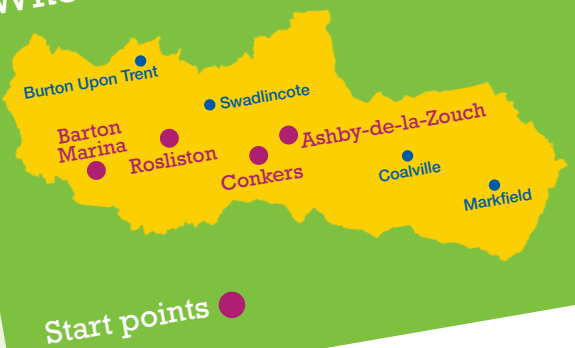 Burton Upon Trent
Swadlincote
Barton
Marina
Rosliston
Conkers
Ashby-de-la-Zouch
Coalville
Markfield
Start points